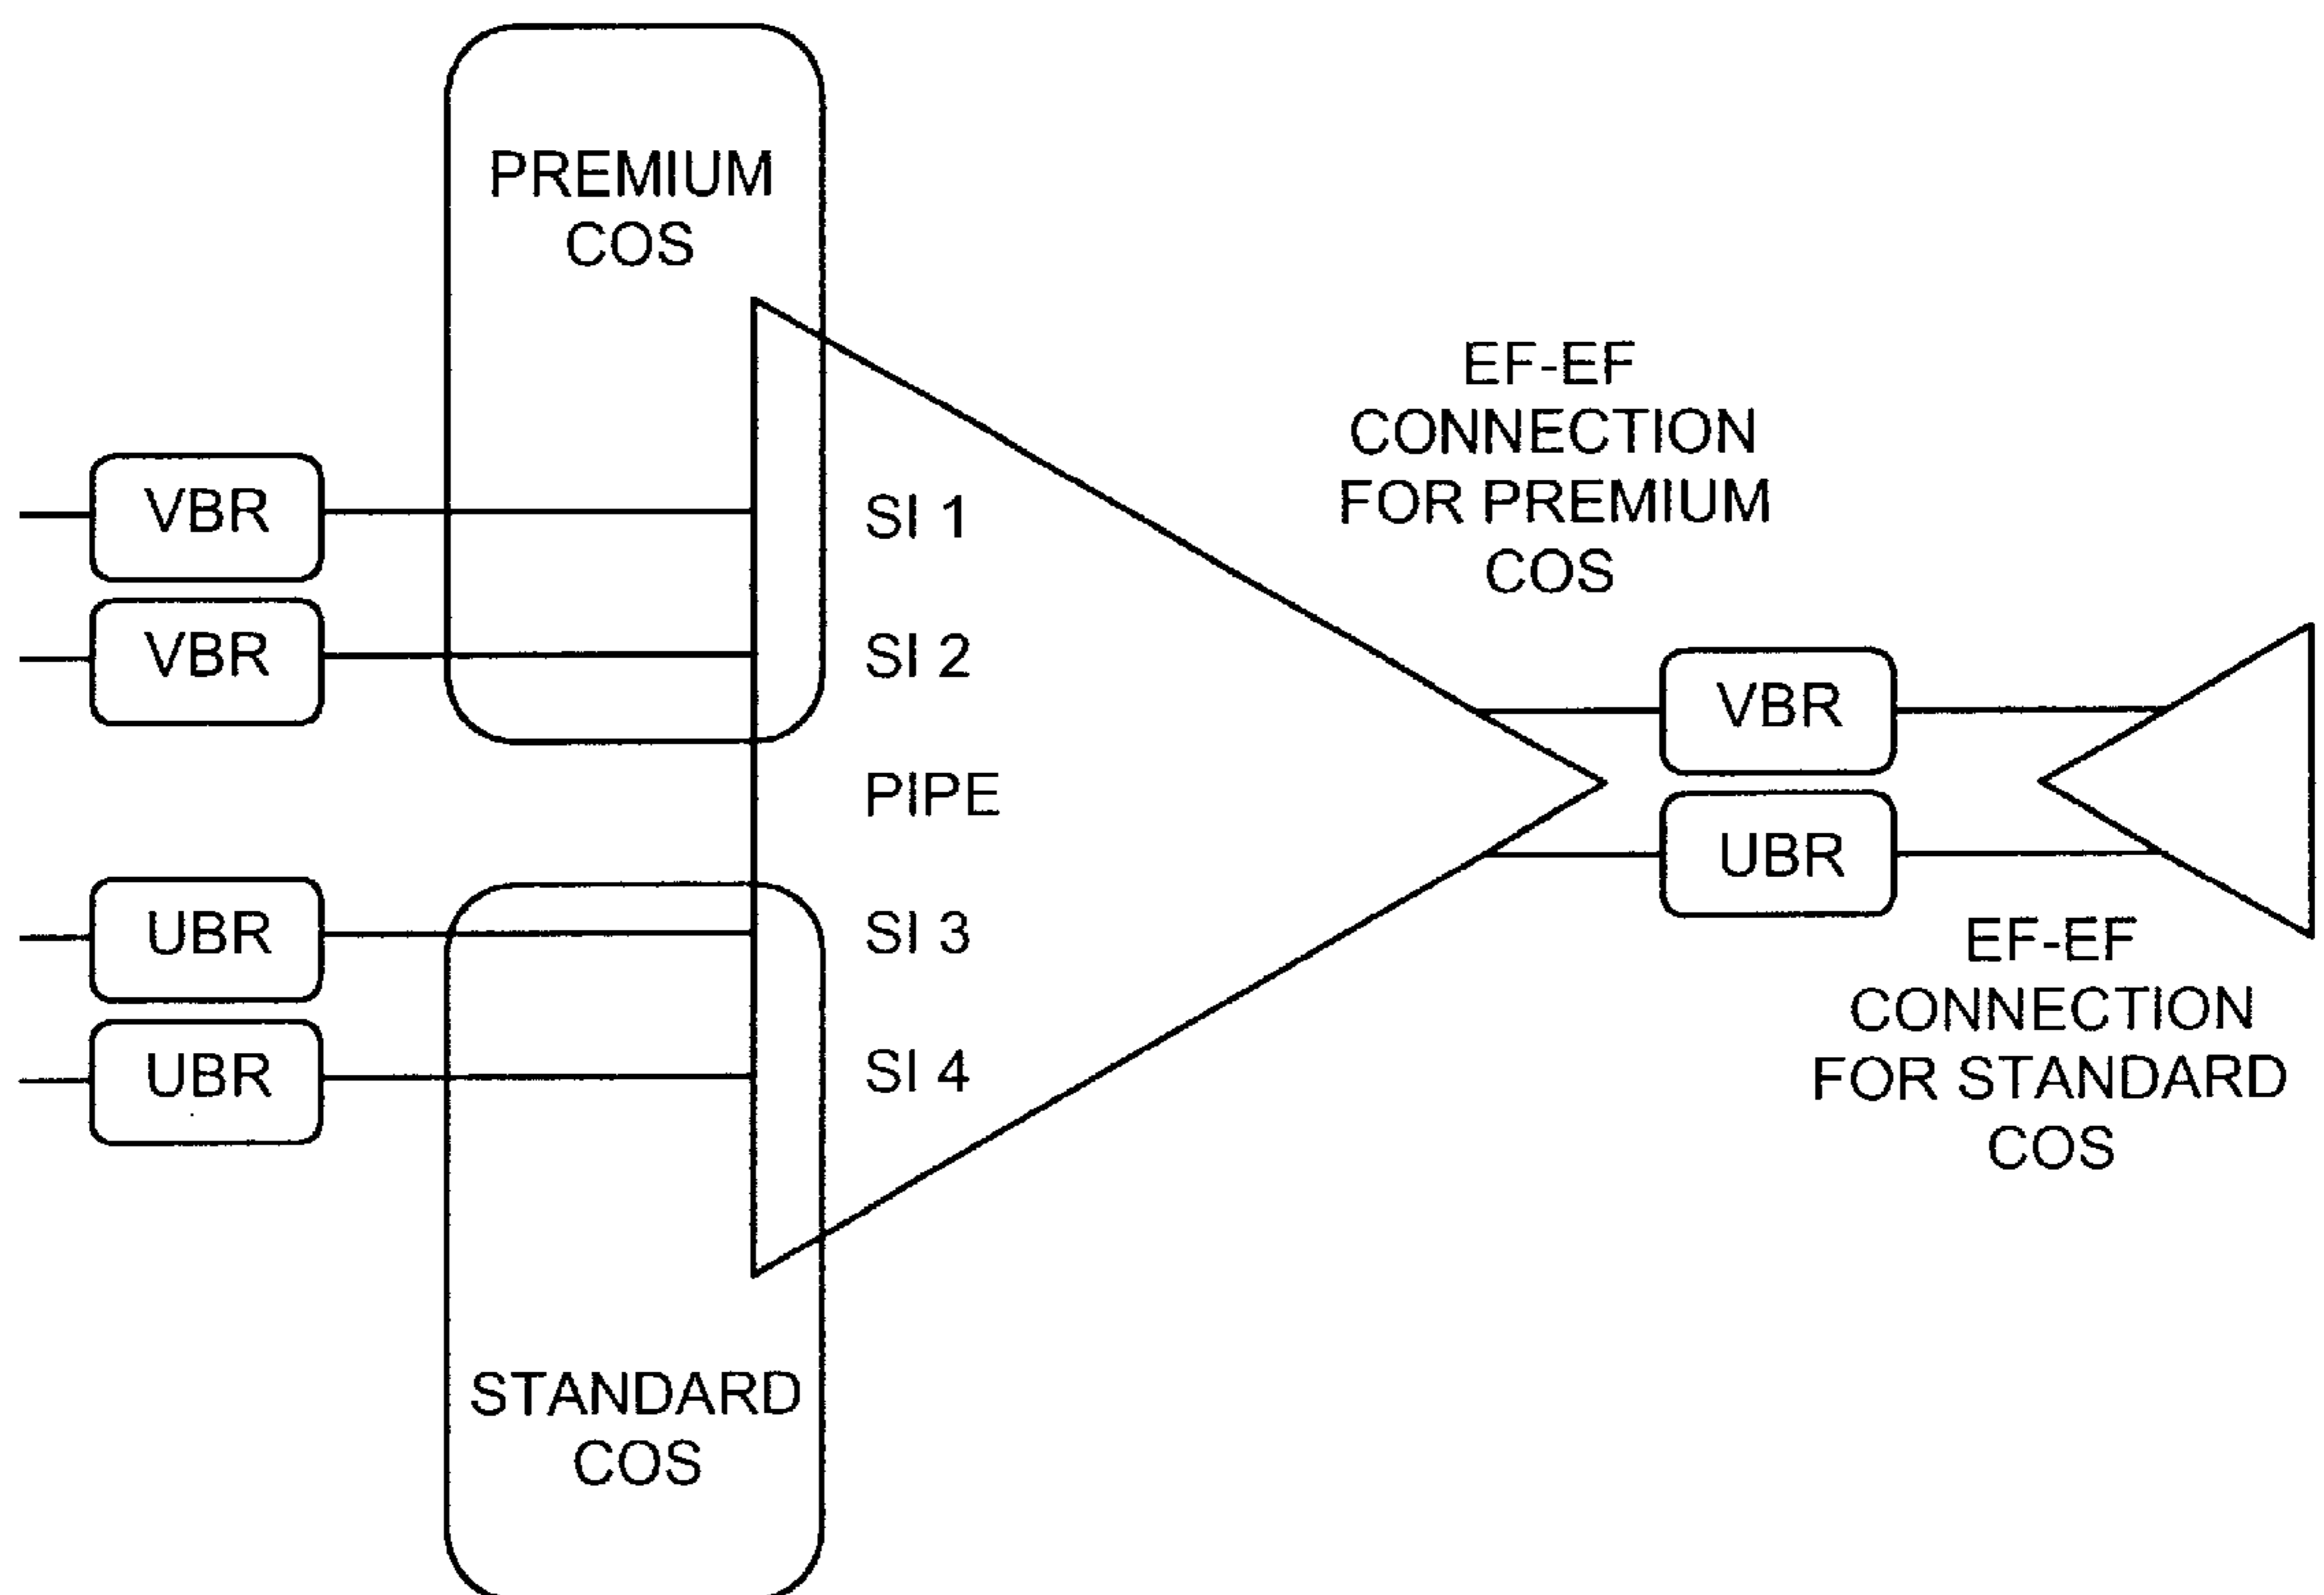 PREMIUM
COS
VBR
SI 1
VBR
SI 2
PIPE
UBR
SI 3
UBR
SI 4
STANDARD
COS
EF-EF
CONNECTION
FOR PREMIUM
COS
VBR
UBR
EF-EF
CONNECTION
FOR STANDARD
COS